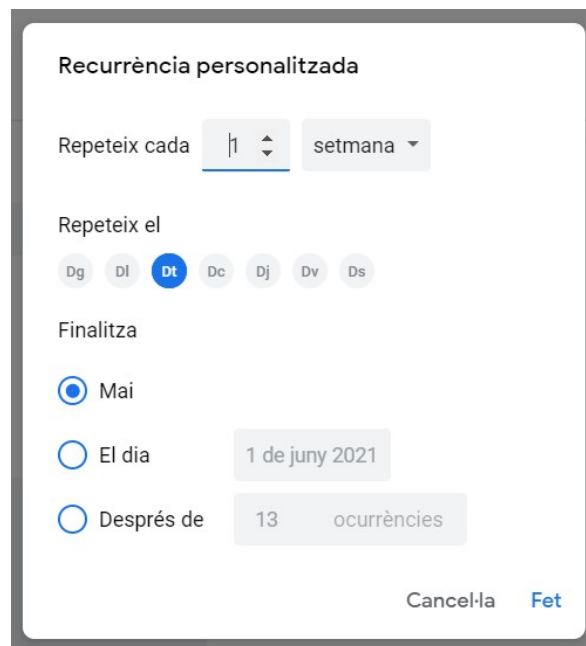 Recurrència personalitzada
Repeteix cada 1 setmana
Repeteix el
Dg Dl Dt Dc Dj Dv Ds
Finalitza
Mai
El dia 1 de juny 2021
Després de 13 ocurrències
Cancel·la Fet